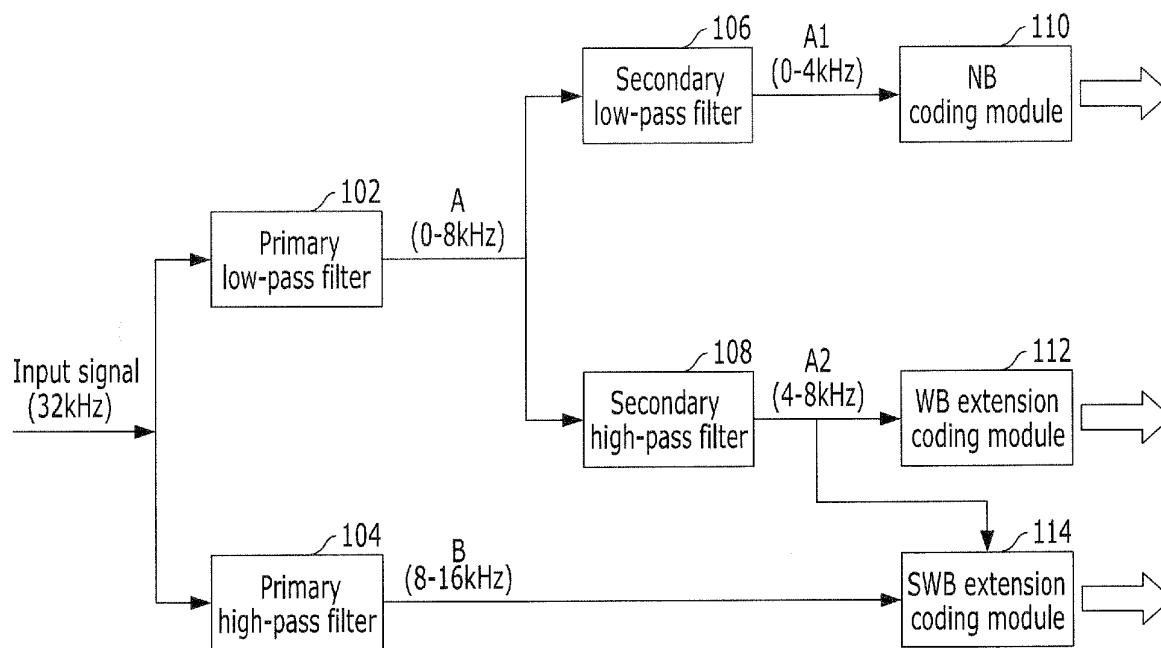 106
Secondary
low-pass filter
A1
(0-4kHz)
110
NB
coding module
102
Primary
low-pass filter
A
(0-8kHz)
Input signal
(32kHz)
108
Secondary
high-pass filter
A2
(4-8kHz)
112
WB extension
coding module
104
Primary
high-pass filter
B
(8-16kHz)
114
SWB extension
coding module